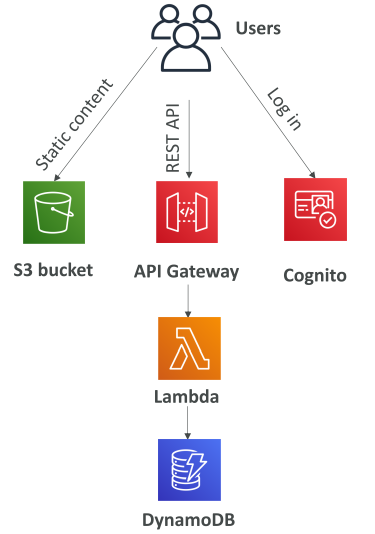 Users
Static content
REST API
Log in
S3 bucket
API Gateway
Cognito
Lambda
DynamoDB